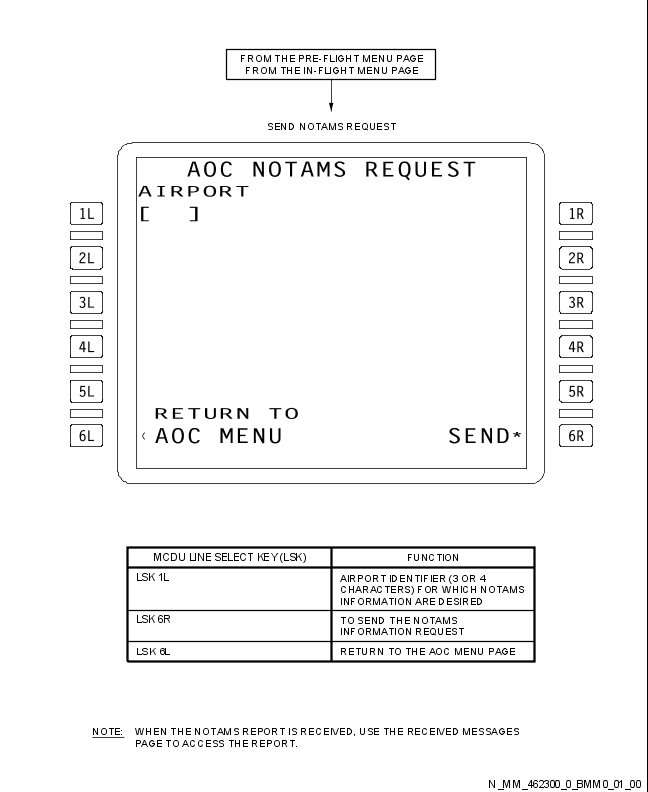 FROM THE PRE-FLIGHT MENU PAGE
FROM THE IN-FLIGHT MENU PAGE
SEND NOTAMS REQUEST
AOC NOTAMS REQUEST
AIRPORT
1L [ ] 1R
2L 2R
3L 3R
4L 4R
5L 5R
RETURN TO
6L <AOC MENU SEND* 6R
MCDU LINE SELECT KEY (LSK) FUNCTION
LSK 1L AIRPORT IDENTIFIER (3 OR 4
CHARACTERS) FOR WHICH NOTAMS
INFORMATION ARE DESIRED
LSK 6R TO SEND THE NOTAMS
INFORMATION REQUEST
LSK 6L RETURN TO THE AOC MENU PAGE
NOTE: WHEN THE NOTAMS REPORT IS RECEIVED, USE THE RECEIVED MESSAGES
PAGE TO ACCESS THE REPORT.
N_MM_462300_0_BMM0_01_00